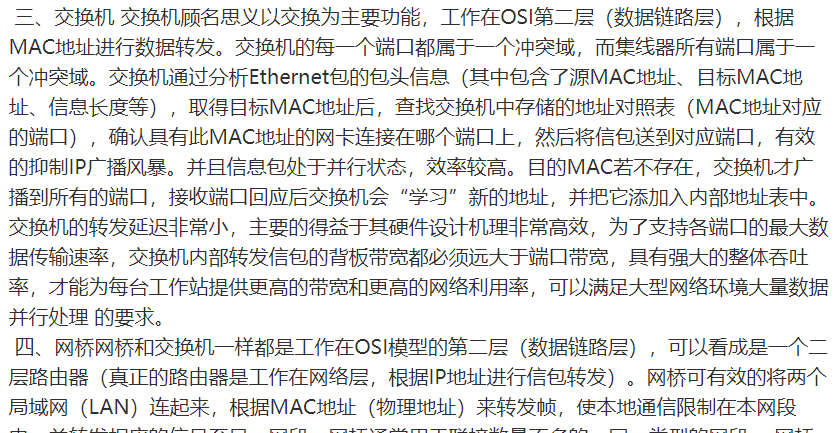 三、交换机 交换机顾名思义以交换为主要功能，工作在OSI第二层（数据链路层），根据
MAC地址进行数据转发。交换机的每一个端口都属于一个冲突域，而集线器所有端口属于一
个冲突域。交换机通过分析Ethernet包的包头信息（其中包含了源MAC地址、目标MAC地
址、信息长度等），取得目标MAC地址后，查找交换机中存储的地址对照表（MAC地址对应
的端口），确认具有此MAC地址的网卡连接在哪个端口上，然后将信包送到对应端口，有效
的抑制IP广播风暴。并且信息包处于并行状态，效率较高。目的MAC若不存在，交换机才广
播到所有的端口，接收端口回应后交换机会“学习”新的地址，并把它添加入内部地址表中。
交换机的转发延迟非常小，主要的得益于其硬件设计机理非常高效，为了支持各端口的最大数
据传输速率，交换机内部转发信包的背板带宽都必须远大于端口带宽，具有强大的整体吞吐
率，才能为每台工作站提供更高的带宽和更高的网络利用率，可以满足大型网络环境大量数据
并行处理 的要求。
四、网桥网桥和交换机一样都是工作在OSI模型的第二层（数据链路层），可以看成是一个二
层路由器（真正的路由器是工作在网络层，根据IP地址进行信包转发）。网桥可有效的将两个
局域网（LAN）连起来，根据MAC地址（物理地址）来转发帧，使本地通信限制在本网段